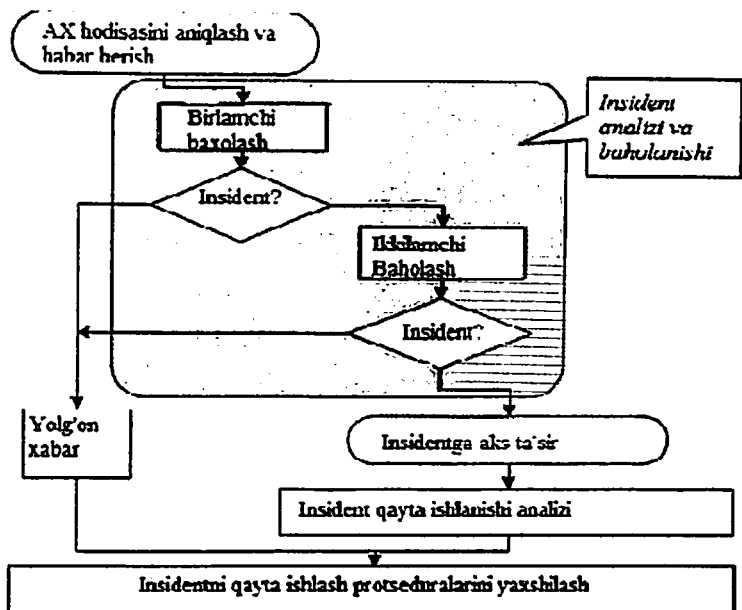 AX hodisasini aniqlash va
habar berish
Birlamchi
baxolash
Insident
analizi va
baholanishi
Insident?
Ikkilamchi
Baholash
Insident?
Yolg'on
xabar
Insidentga aks ta'sir
Insident qayta ishlanishi analizi
Insidentni qayta ishlash protseduralarini yaxshilash